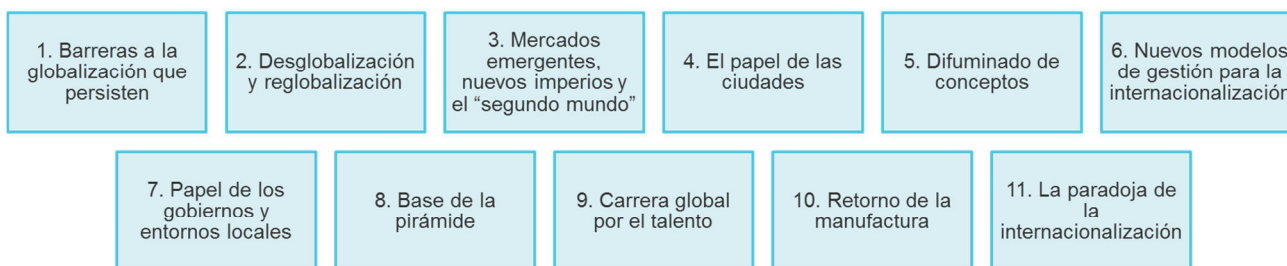 1. Barreras a la
globalización que
persisten
2. Desglobalización
y reglobalización
3. Mercados
emergentes,
nuevos imperios y
el “segundo mundo”
4. El papel de las
ciudades
5. Difuminado de
conceptos
6. Nuevos modelos
de gestión para la
internacionalización
7. Papel de los
gobiernos y
entornos locales
8. Base de la
pirámide
9. Carrera global
por el talento
10. Retorno de la
manufactura
11. La paradoja de
la
internacionalización